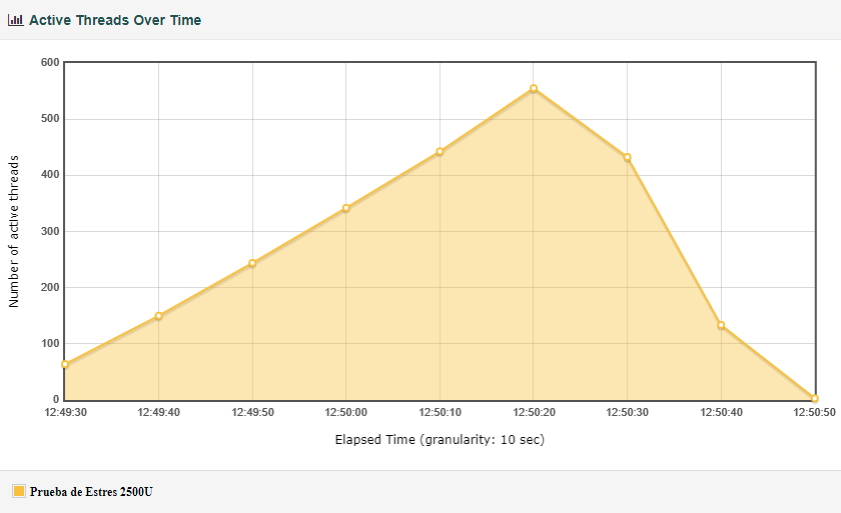 Active Threads Over Time
600
500
400
300
200
100
0
Number of active threads
12:49:30 12:49:40 12:49:50 12:50:00 12:50:10 12:50:20 12:50:30 12:50:40 12:50:50
Elapsed Time (granularity: 10 sec)
Prueba de Estres 2500U